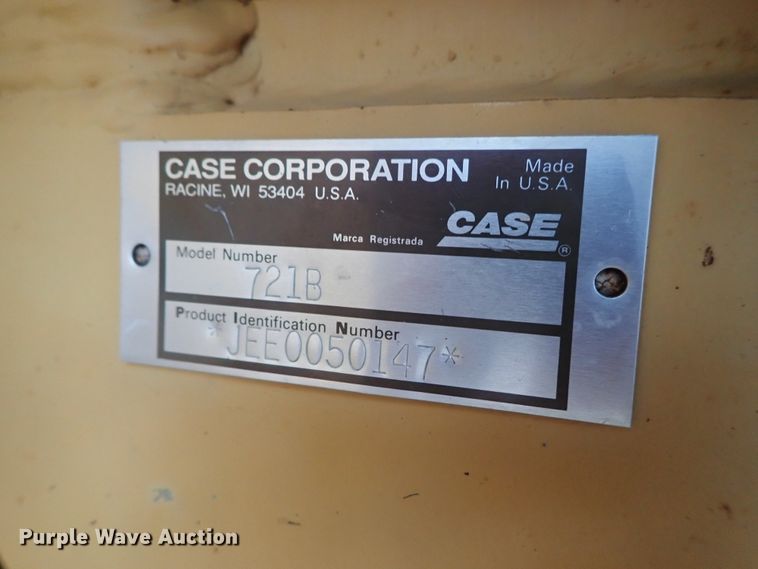 CASE CORPORATION
RACINE, WI 53404 U.S.A.
Made
In U.S.A.
CASE
®
Marca Registrada
Model Number
721B
Product Identification Number
*JEE0050147*
Purple Wave Auction